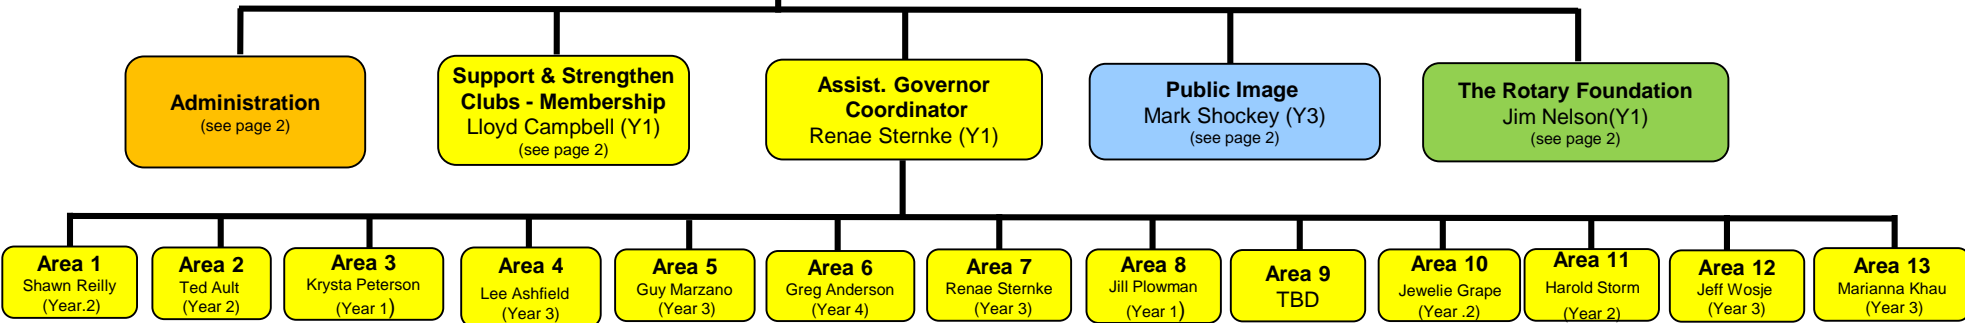 Administration
(see page 2)
Support & Strengthen
Clubs - Membership
Lloyd Campbell (Y1)
(see page 2)
Assist. Governor
Coordinator
Renae Sternke (Y1)
Public Image
Mark Shockey (Y3)
(see page 2)
The Rotary Foundation
Jim Nelson(Y1)
(see page 2)
Area 1
Shawn Reilly
(Year.2)
Area 2
Ted Ault
(Year 2)
Area 3
Krysta Peterson
(Year 1)
Area 4
Lee Ashfield
(Year 3)
Area 5
Guy Marzano
(Year 3)
Area 6
Greg Anderson
(Year 4)
Area 7
Renae Sternke
(Year 3)
Area 8
Jill Plowman
(Year 1)
Area 9
TBD
Area 10
Jewelie Grape
(Year .2)
Area 11
Harold Storm
(Year 2)
Area 12
Jeff Wosje
(Year 3)
Area 13
Marianna Khau
(Year 3)